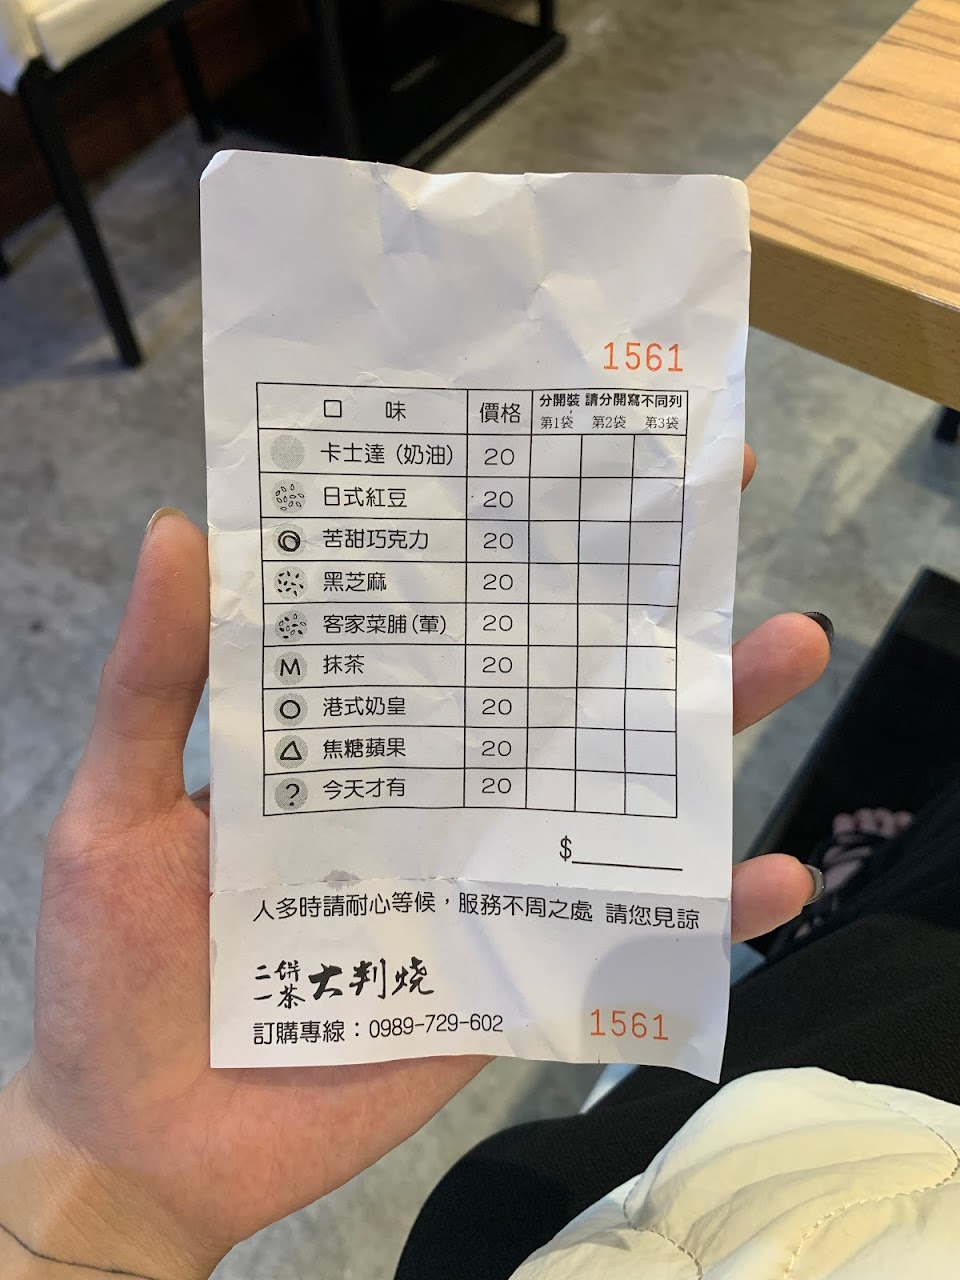 1561
口 味 價格 分開裝 請分開寫不同列
第1袋 第2袋 第3袋
卡士達(奶油) 20
日式紅豆 20
苦甜巧克力 20
黑芝麻 20
客家菜脯(葷) 20
M 抹茶 20
港式奶皇 20
焦糖蘋果 20
? 今天才有 20
$
人多時請耐心等候，服務不周之處 請您見諒
二餅
一茶 大判燒
訂購專線：0989-729-602
1561